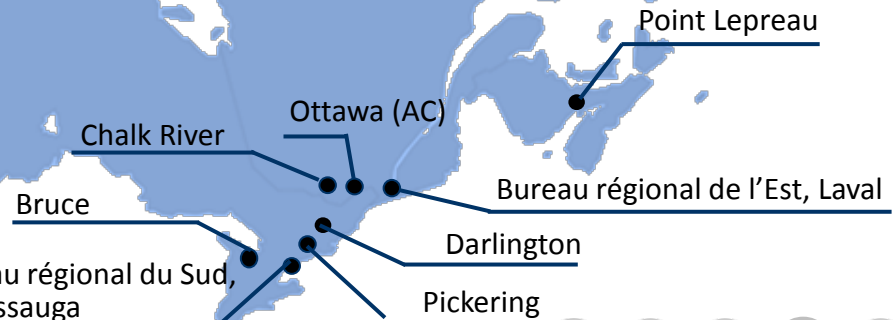 Point Lepreau
Ottawa (AC)
Chalk River
Bureau régional de l’Est, Laval
Bruce
Darlington
régional du Sud,
Pickering